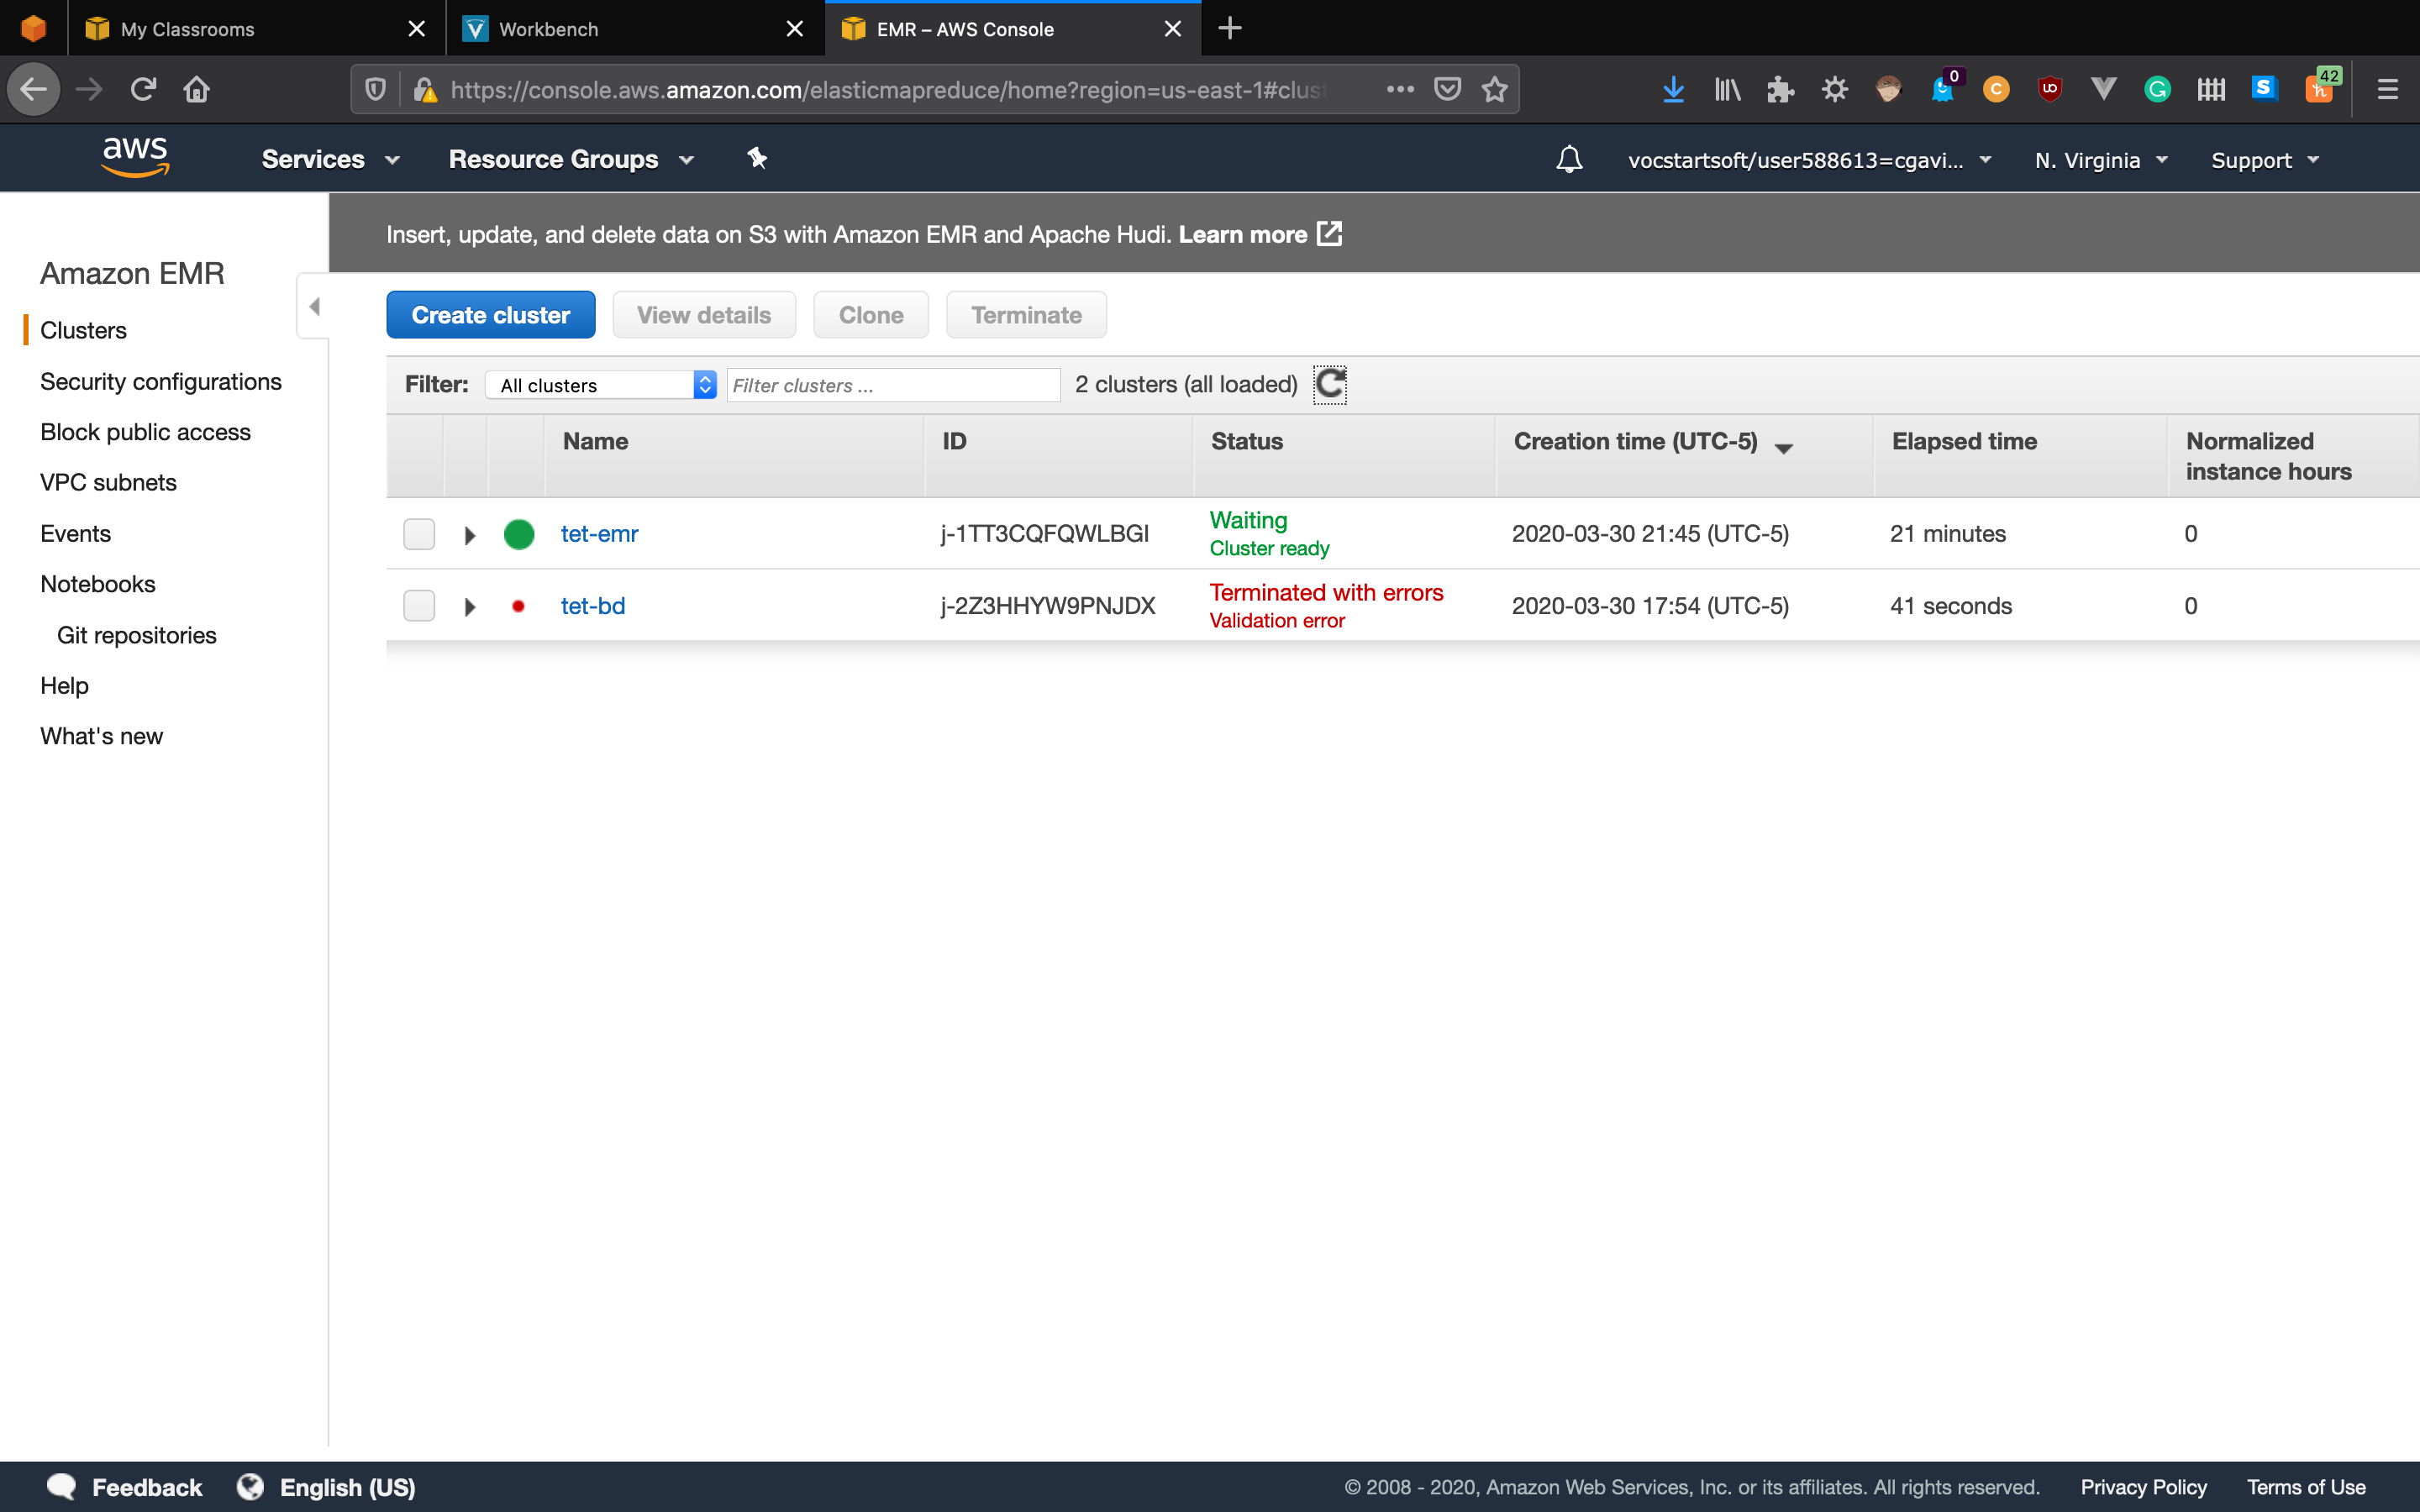 My Classrooms
Workbench
EMR – AWS Console
https://console.aws.amazon.com/elasticmapreduce/home?region=us-east-1#clust
0
42
aws
Services
Resource Groups
vocstartsoft/user588613=cgavi...
N. Virginia
Support
Insert, update, and delete data on S3 with Amazon EMR and Apache Hudi. Learn more
Amazon EMR
Clusters
Security configurations
Block public access
VPC subnets
Events
Notebooks
Git repositories
Help
What's new
Create cluster
View details
Clone
Terminate
Filter: All clusters Filter clusters ... 2 clusters (all loaded)
Name ID Status Creation time (UTC-5) Elapsed time Normalized instance hours
tet-emr j-1TT3CQFQWLBGI Waiting Cluster ready 2020-03-30 21:45 (UTC-5) 21 minutes 0
tet-bd j-2Z3HHYW9PNJDX Terminated with errors Validation error 2020-03-30 17:54 (UTC-5) 41 seconds 0
Feedback English (US) © 2008 - 2020, Amazon Web Services, Inc. or its affiliates. All rights reserved. Privacy Policy Terms of Use